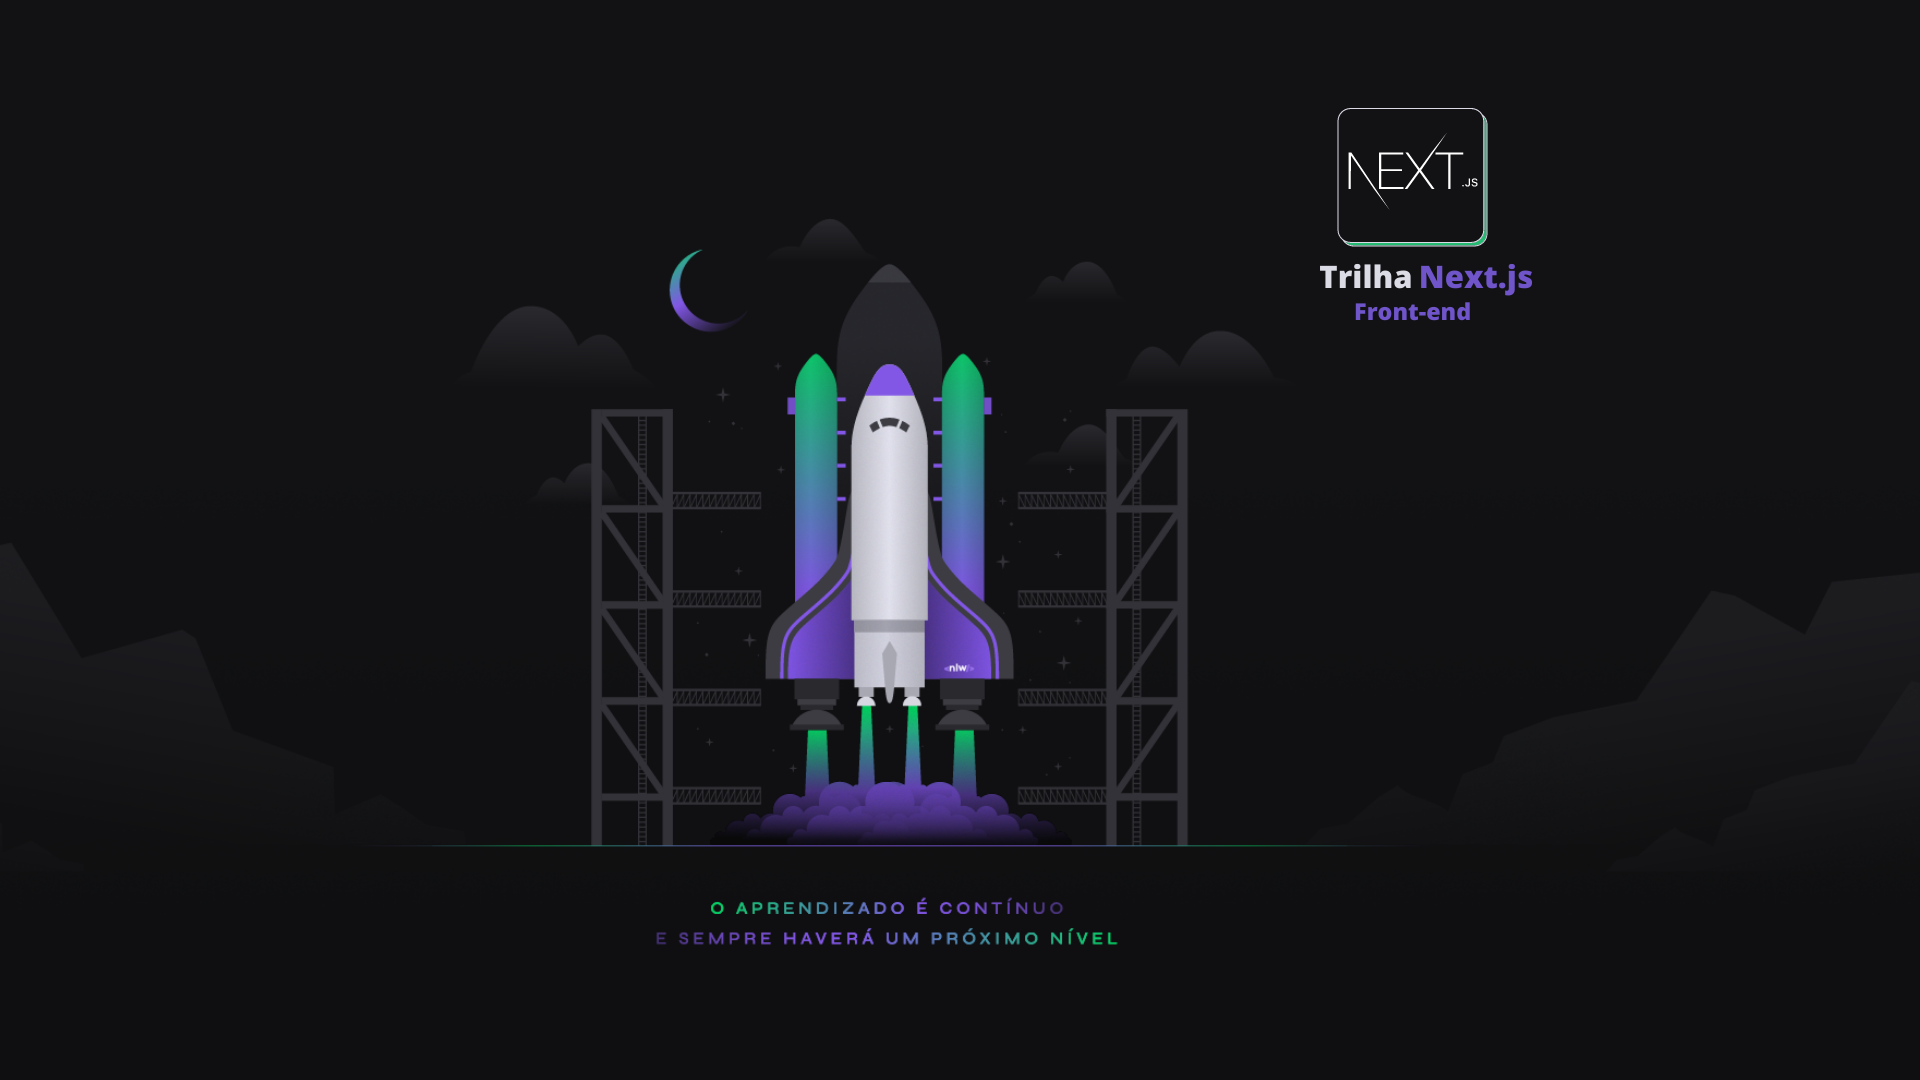 NEXT.JS
Trilha Next.js
Front-end
<nlw/>
O APRENDIZADO É CONTÍNUO
E SEMPRE HAVERÁ UM PRÓXIMO NÍVEL